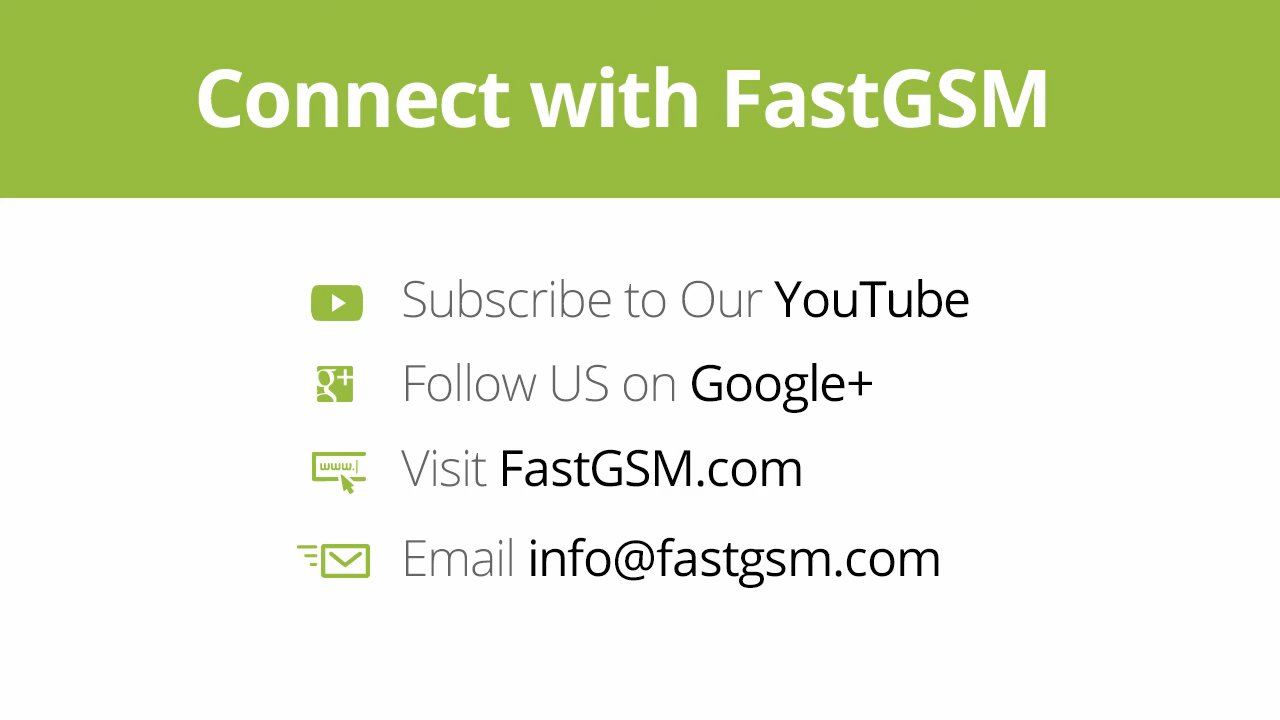 Connect with FastGSM
Subscribe to Our YouTube
g+
Follow US on Google+
www.|
Visit FastGSM.com
Email info@fastgsm.com